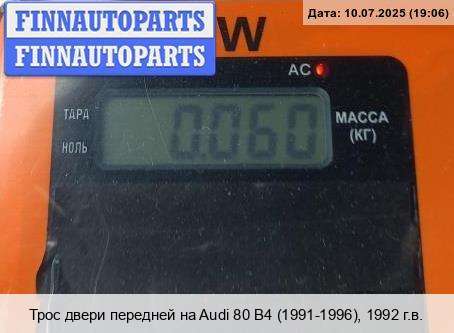 FINNAUTOPARTS
FINNAUTOPARTS
Дата: 10.07.2025 (19:06)
W
AC
ТАРА
НОЛЬ
0.060
МАССА
(КГ)
Трос двери передней на Audi 80 B4 (1991-1996), 1992 г.в.